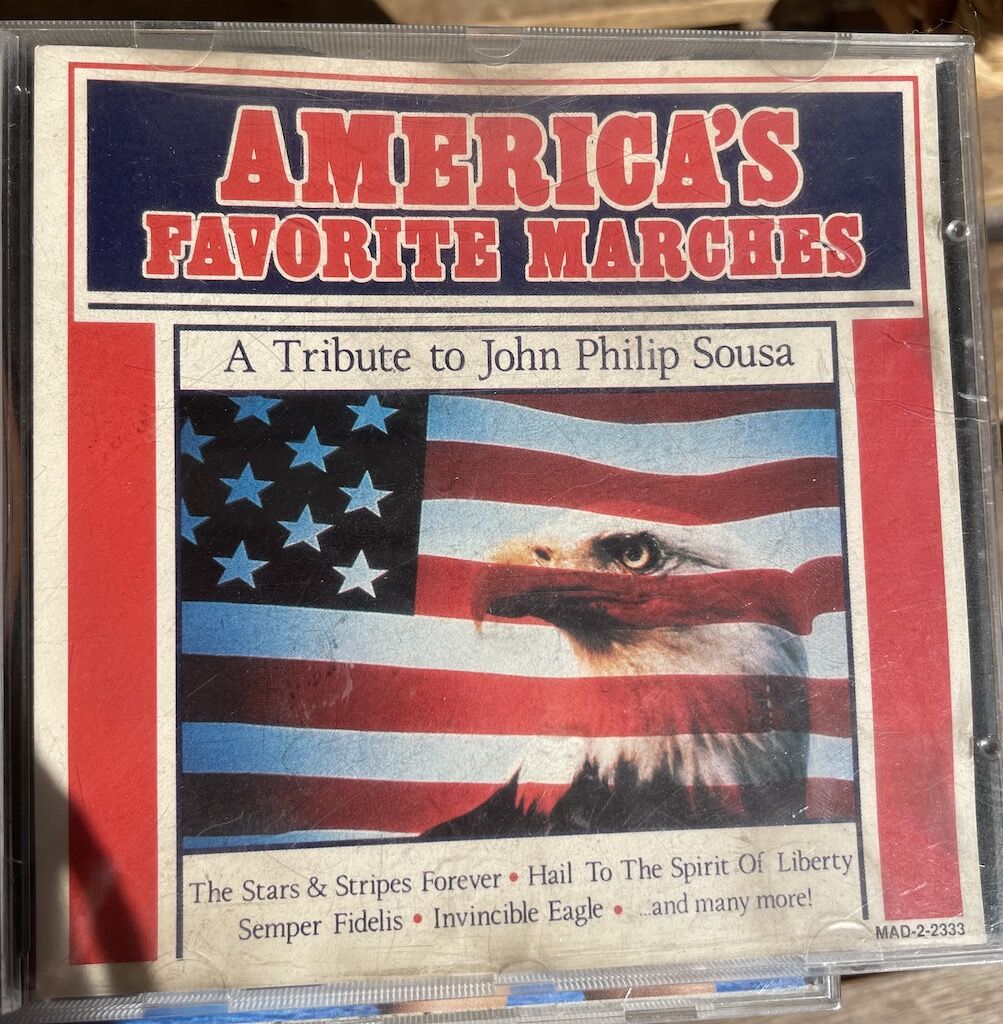 AMERICA'S
FAVORITE MARCHES
A Tribute to John Philip Sousa
The Stars & Stripes Forever • Hail To The Spirit Of Liberty
Semper Fidelis • Invincible Eagle • ...and many more!
MAD-2-2333